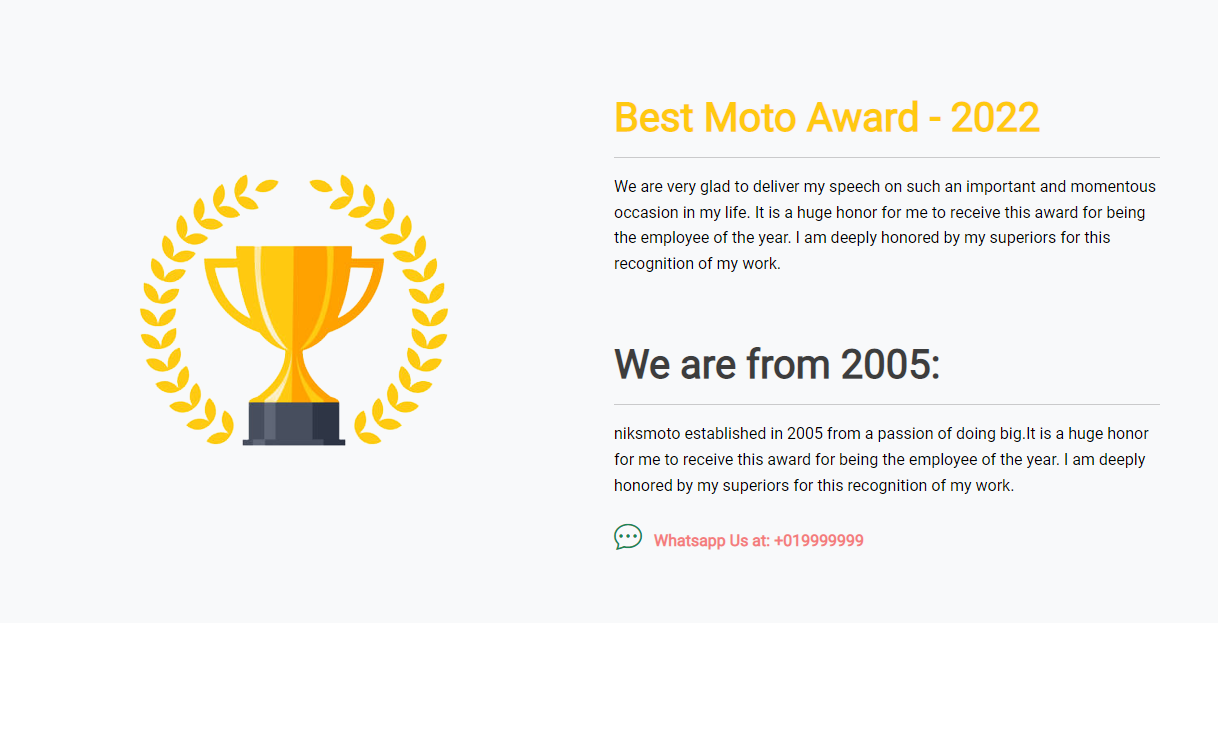 Best Moto Award - 2022
We are very glad to deliver my speech on such an important and momentous
occasion in my life. It is a huge honor for me to receive this award for being
the employee of the year. I am deeply honored by my superiors for this
recognition of my work.
We are from 2005:
niksmoto established in 2005 from a passion of doing big.It is a huge honor
for me to receive this award for being the employee of the year. I am deeply
honored by my superiors for this recognition of my work.
Whatsapp Us at: +019999999